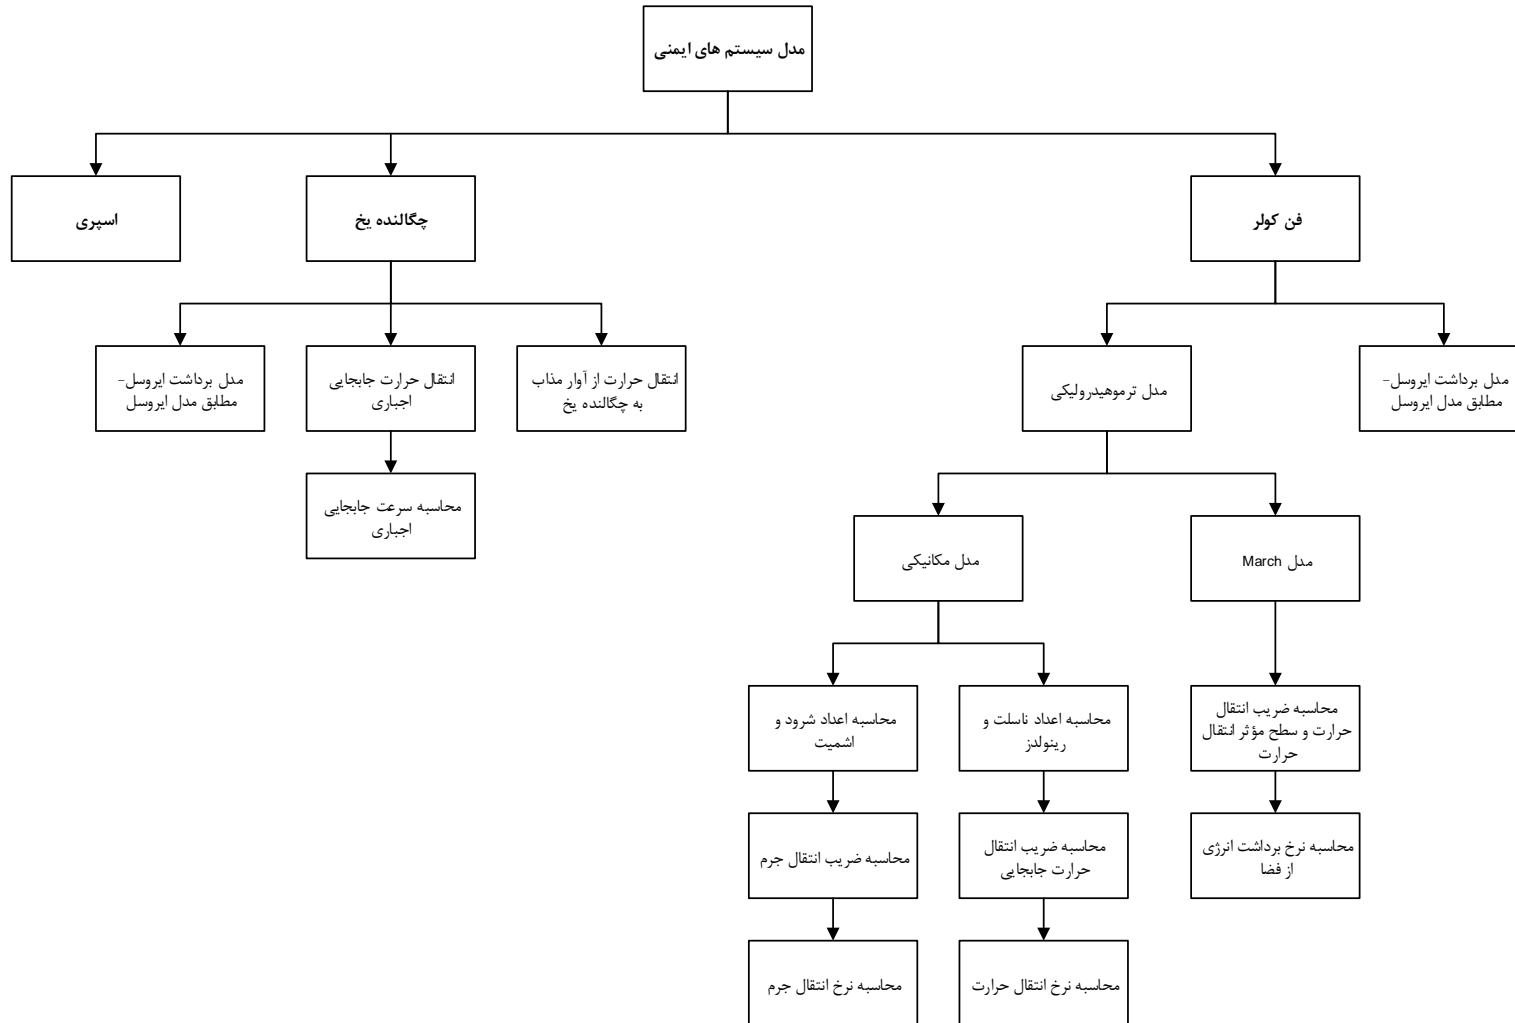 مدل سیستم های ایمنی
فن کولر
چگالنده یخ
اسپری
مدل برداشت ایروسل-
مطابق مدل ایروسل
مدل ترموهیدرولیکی
انتقال حرارت از آوار مذاب
به چگالنده یخ
انتقال حرارت جابجایی
اجباری
مدل برداشت ایروسل-
مطابق مدل ایروسل
محاسبه سرعت جابجایی
اجباری
مدل March
مدل مکانیکی
محاسبه ضریب انتقال
حرارت و سطح مؤثر انتقال
حرارت
محاسبه اعداد ناسلت و
رینولدز
محاسبه اعداد شرود و
اشمیت
محاسبه نرخ برداشت انرژی
از فضا
محاسبه ضریب انتقال
حرارت جابجایی
محاسبه ضریب انتقال جرم
محاسبه نرخ انتقال حرارت
محاسبه نرخ انتقال جرم